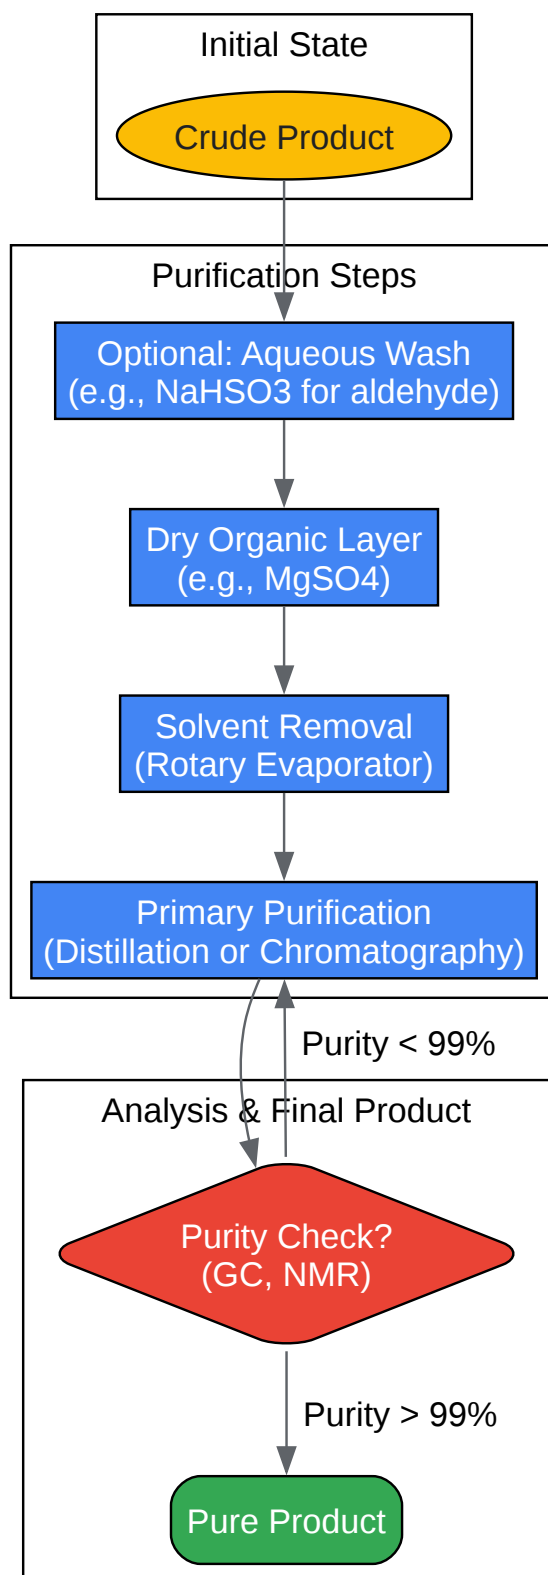 Initial State
Crude Product
Purification Steps
Optional: Aqueous Wash
(e.g., NaHSO3 for aldehyde)
Dry Organic Layer
(e.g., MgSO4)
Solvent Removal
(Rotary Evaporator)
Primary Purification
(Distillation or Chromatography)
Purity < 99%
Analysis & Final Product
Purity Check?
(GC, NMR)
Purity > 99%
Pure Product